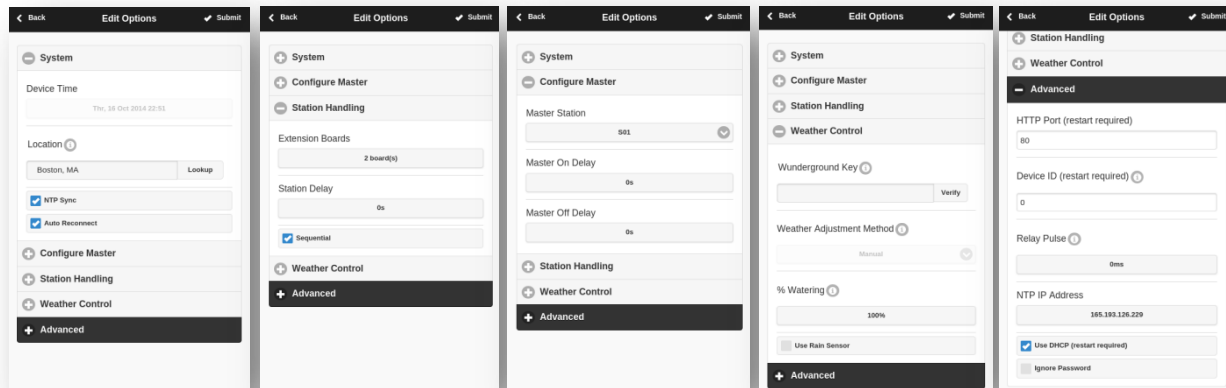 Back
Edit Options
Submit
System
Device Time
Thr, 16 Oct 2014 22:51
Location
Boston, MA
Lookup
NTP Sync
Auto Reconnect
Configure Master
Station Handling
Weather Control
Advanced
Back
Edit Options
Submit
System
Configure Master
Station Handling
Extension Boards
2 board(s)
Station Delay
0s
Sequential
Weather Control
Advanced
Back
Edit Options
Submit
System
Configure Master
Master Station
S01
Master On Delay
0s
Master Off Delay
0s
Station Handling
Weather Control
Advanced
Back
Edit Options
Submit
System
Configure Master
Station Handling
Weather Control
Wunderground Key
Verify
Weather Adjustment Method
Manual
% Watering
100%
Use Rain Sensor
Advanced
Back
Edit Options
Submit
Station Handling
Weather Control
Advanced
HTTP Port (restart required)
80
Device ID (restart required)
0
Relay Pulse
0ms
NTP IP Address
165.193.126.229
Use DHCP (restart required)
Ignore Password